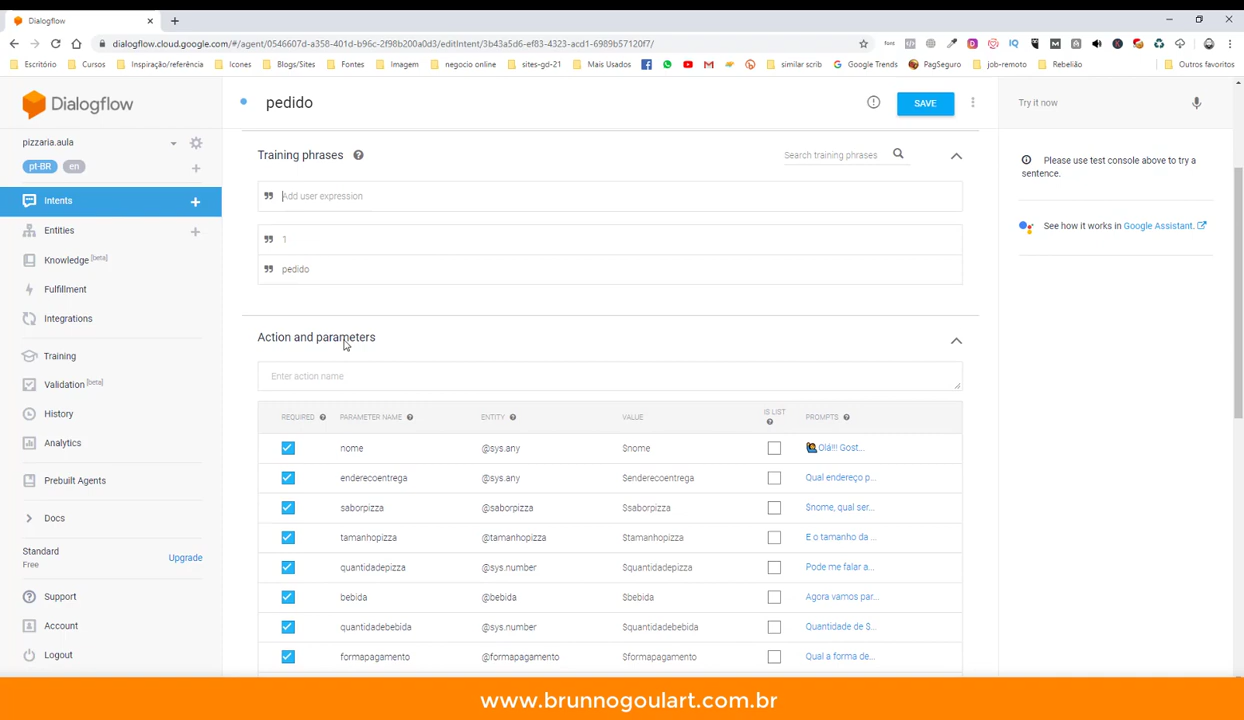 Dialogflow
dialogflow.cloud.google.com/#/agent/0546607d-a358-401d-b96c-2f98b200a0d3/editIntent/3b43a5d6-ef83-4323-acd1-6989b57120f7/
Escritório
Cursos
Inspiração/referência
Icones
Blogs/Sites
Fontes
Imagem
negocio online
sites-gd-21
Mais Usados
similar scrib
Google Trends
PagSeguro
job-remoto
Rebelião
Outros favoritos
Dialogflow
pedido
SAVE
Try it now
pizzaria.aula
pt-BR
en
Intents
Entities
Knowledge [beta]
Fulfillment
Integrations
Training
Validation [beta]
History
Analytics
Prebuilt Agents
Docs
Standard
Free
Upgrade
Support
Account
Logout
Training phrases
Search training phrases
Add user expression
1
pedido
Action and parameters
Enter action name
REQUIRED PARAMETER NAME ENTITY VALUE IS LIST PROMPTS
nome @sys.any $nome Olá!!! Gost...
enderecoentrega @sys.any $enderecoentrega Qual endereço p...
saborpizza @saborpizza $saborpizza $nome, qual ser...
tamanhopizza @tamanhopizza $tamanhopizza E o tamanho da ...
quantidadepizza @sys.number $quantidadepizza Pode me falar a...
bebida @bebida $bebida Agora vamos par...
quantidadebebida @sys.number $quantidadebebida Quantidade de $...
formapagamento @formapagamento $formapagamento Qual a forma de...
Please use test console above to try a
sentence.
See how it works in Google Assistant.
www.brunnogoulart.com.br